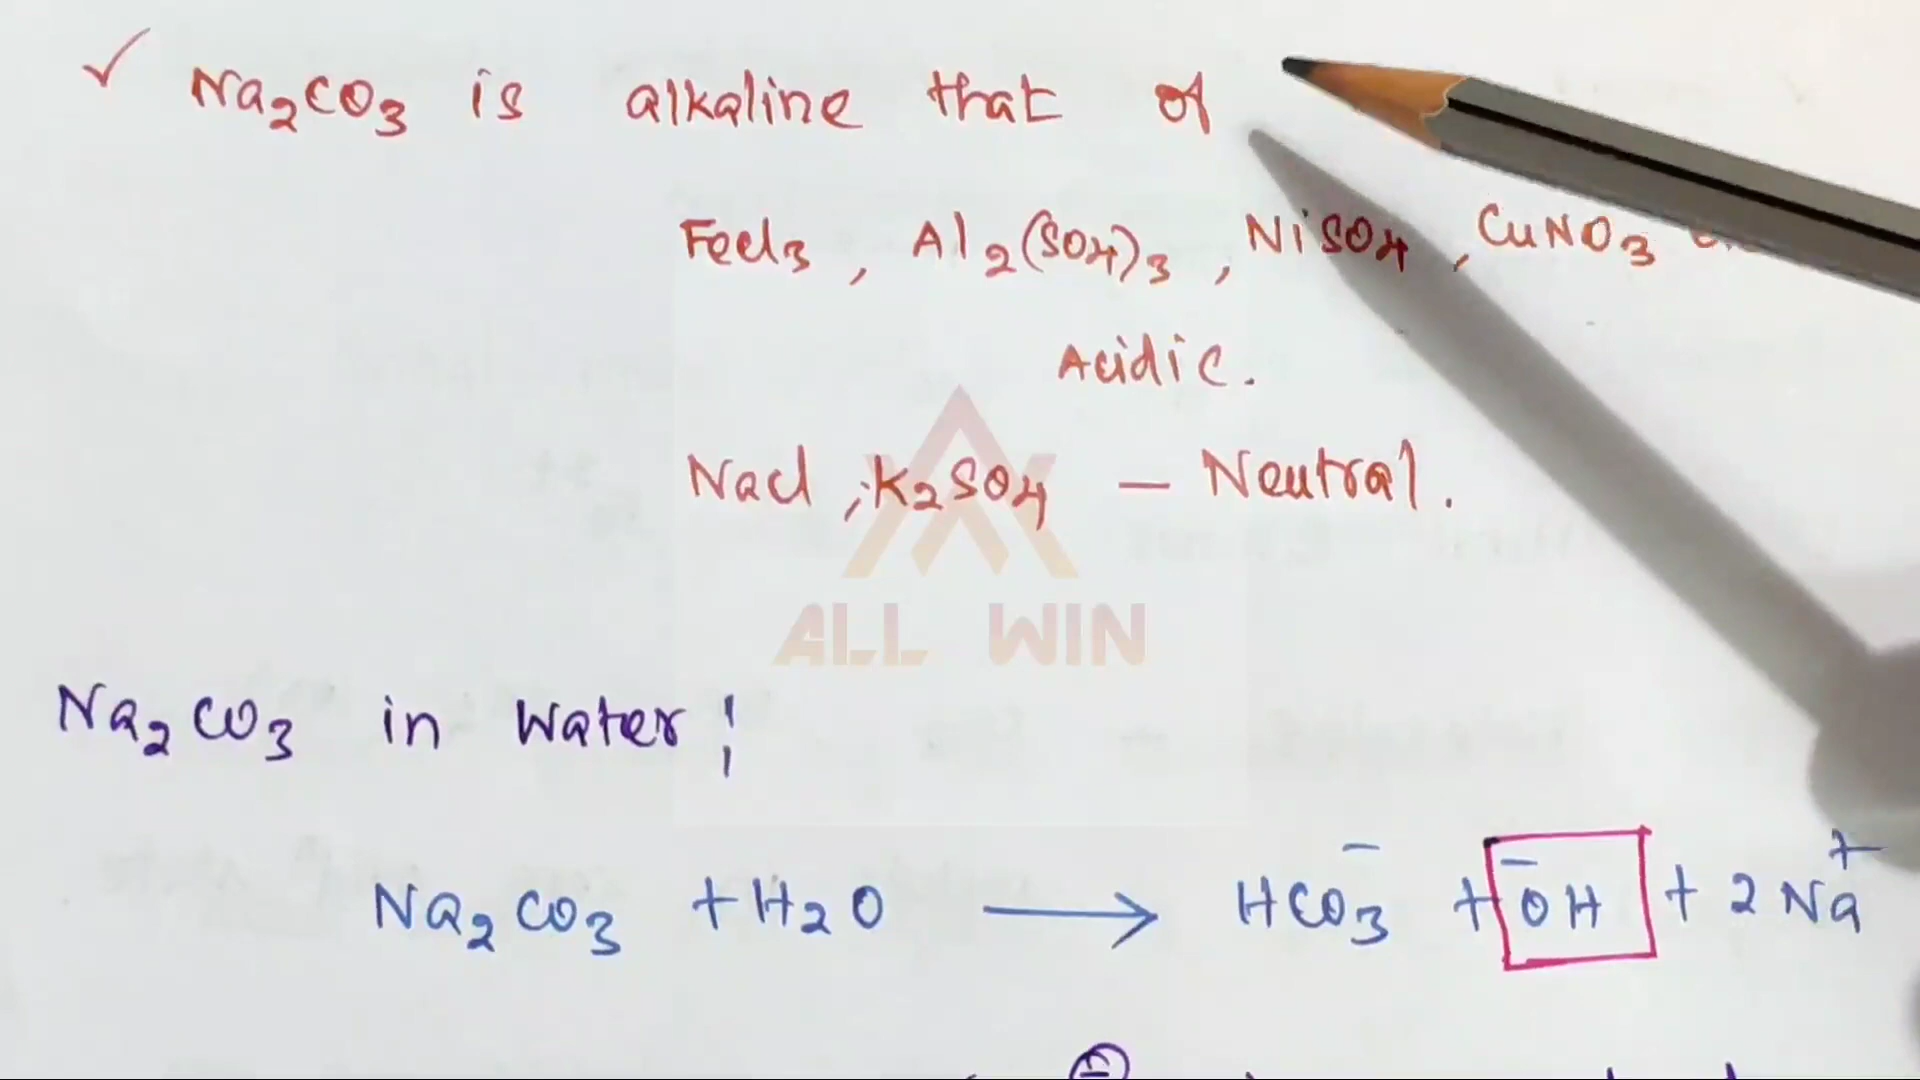 ✓ Na₂CO₃ is alkaline that of
FeCl₃, Al₂(SO₄)₃, NiSO₄, CuNO₃
Acidic.
NaCl, K₂SO₄ — Neutral.
ALL WIN
Na₂CO₃ in Water:
Na₂CO₃ + H₂O → HCO₃⁻ + ⁻OH + 2Na⁺